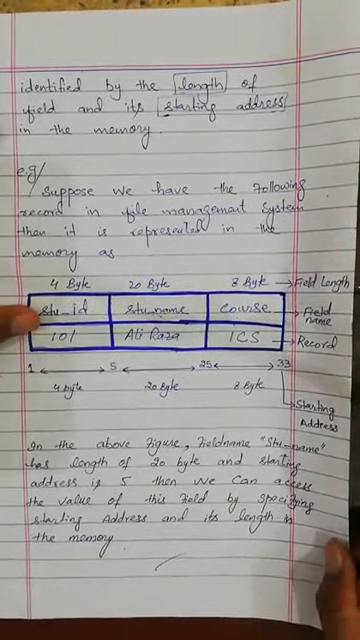 identified by the length of
field and its starting address
in the memory.
e.g/
Suppose we have the following
record in file management System
then it is represented in the
memory as
4 Byte 20 Byte 8 Byte → Field Length
stu_id stu_name Course → Field name
101 Ali Raza ICS → Record
1 5 25 33
4 byte 20 Byte 8 Byte
Starting
Address
In the above figure, Fieldname "Stu_name"
has length of 20 byte and starting
address is 5 then we can access
the value of this field by specifying
starting Address and its length in
the memory